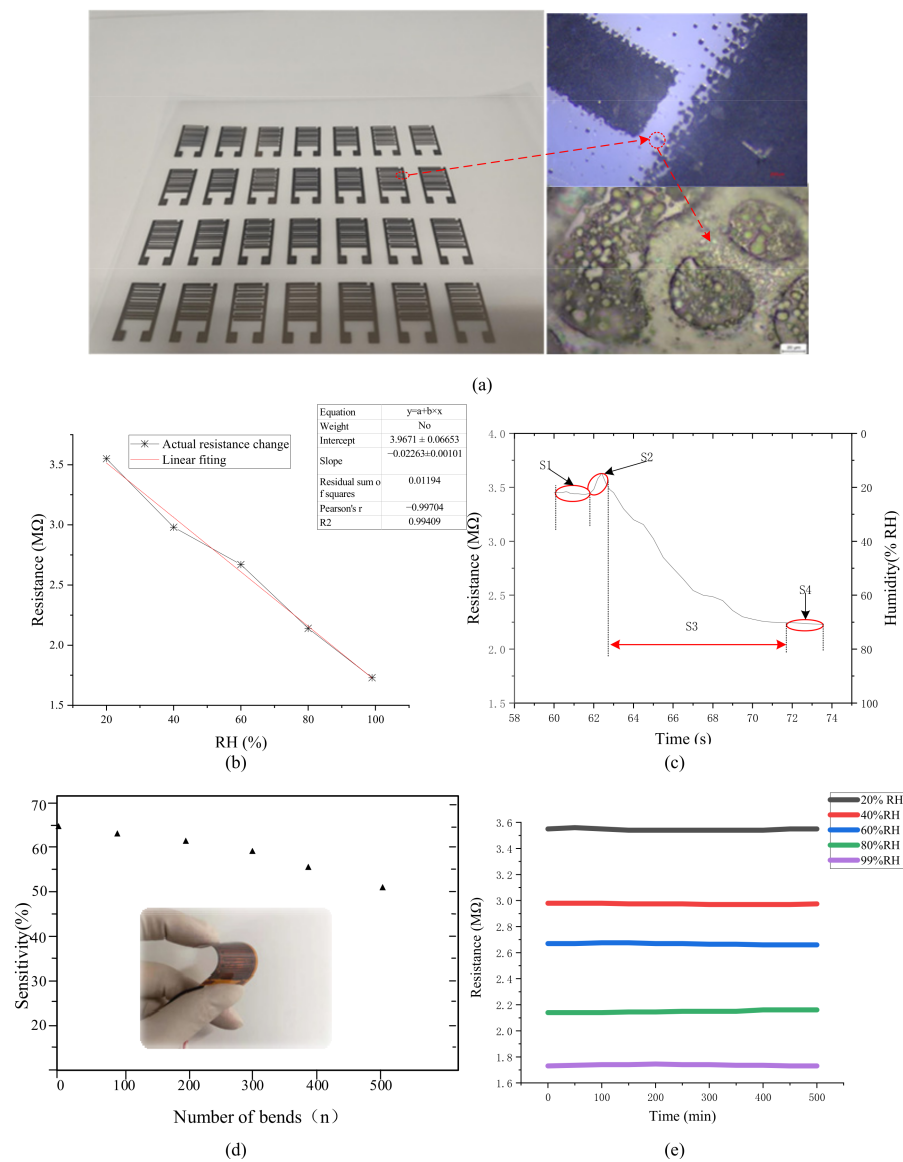 (a)
Equation y=a+b×x
Weight No
Intercept 3.9671 ± 0.06653
Slope −0.02263±0.00101
Residual sum o
f squares 0.01194
Pearson's r −0.99704
R2 0.99409
Actual resistance change
Linear fitting
3.5
3.0
2.5
2.0
1.5
Resistance (MΩ)
20 40 60 80 100
RH (%)
(b)
4.0
3.5
3.0
2.5
2.0
1.5
Resistance (MΩ)
S1
S2
S3
S4
0
20
40
60
80
100
Humidity(% RH)
58 60 62 64 66 68 70 72 74
Time (s)
(c)
70
60
50
40
30
20
Sensitivity(%)
0 100 200 300 400 500
Number of bends（n）
(d)
20% RH
40%RH
60%RH
80%RH
99%RH
3.6
3.4
3.2
3.0
2.8
2.6
2.4
2.2
2.0
1.8
1.6
Resistance (MΩ)
0 100 200 300 400 500
Time (min)
(e)